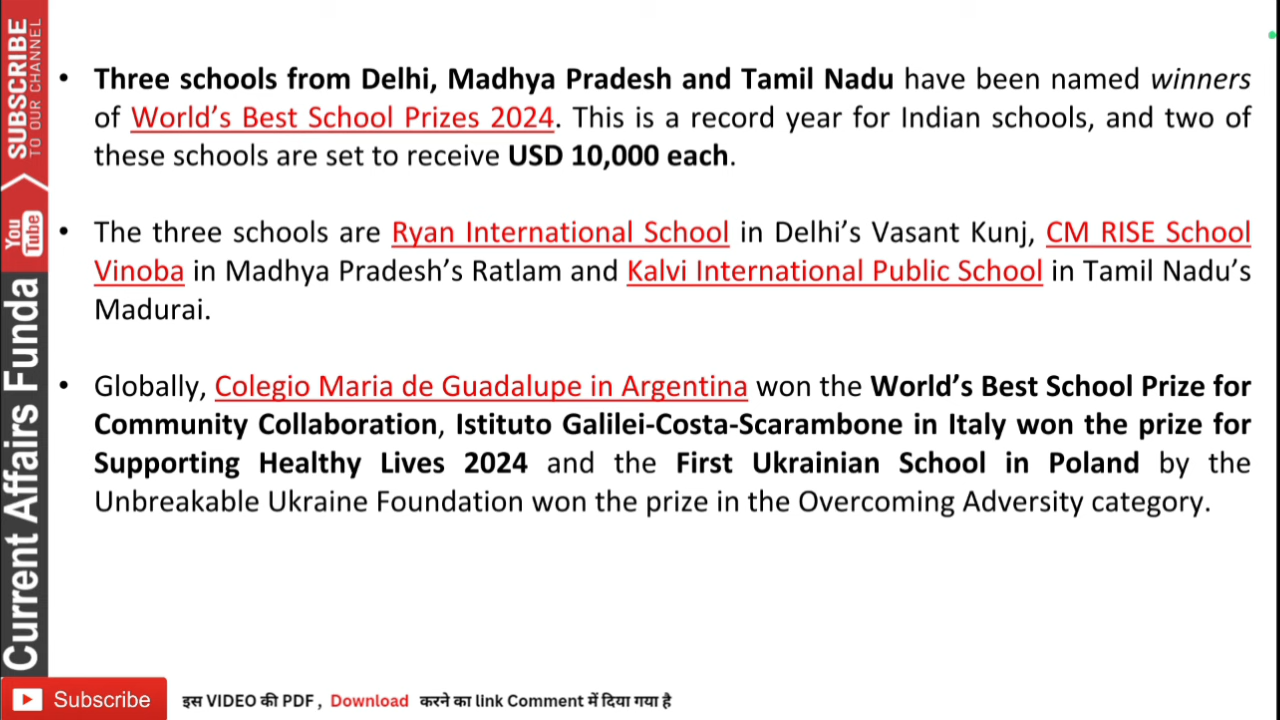 SUBSCRIBE
TO OUR CHANNEL
You
Tube
Current Affairs Funda
• Three schools from Delhi, Madhya Pradesh and Tamil Nadu have been named winners
of World’s Best School Prizes 2024. This is a record year for Indian schools, and two of
these schools are set to receive USD 10,000 each.
• The three schools are Ryan International School in Delhi’s Vasant Kunj, CM RISE School
Vinoba in Madhya Pradesh’s Ratlam and Kalvi International Public School in Tamil Nadu’s
Madurai.
• Globally, Colegio Maria de Guadalupe in Argentina won the World’s Best School Prize for
Community Collaboration, Istituto Galilei-Costa-Scarambone in Italy won the prize for
Supporting Healthy Lives 2024 and the First Ukrainian School in Poland by the
Unbreakable Ukraine Foundation won the prize in the Overcoming Adversity category.
Subscribe
इस VIDEO की PDF , Download करने का link Comment में दिया गया है